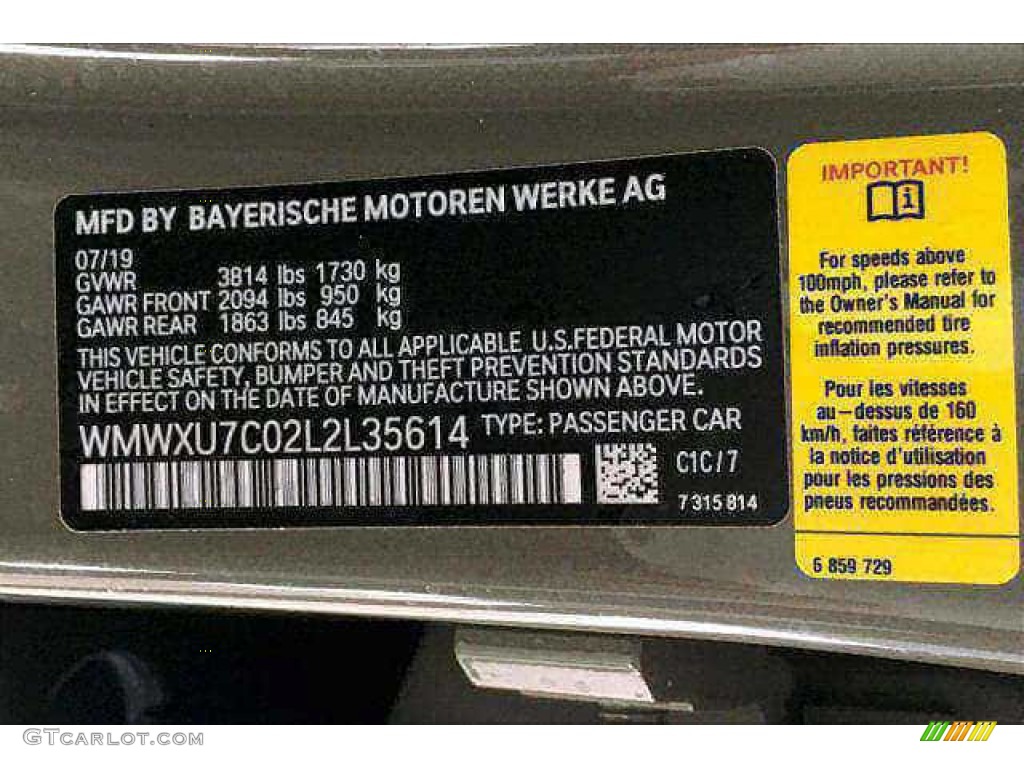 MFD BY BAYERISCHE MOTOREN WERKE AG
07/19
GVWR 3814 lbs 1730 kg
GAWR FRONT 2094 lbs 950 kg
GAWR REAR 1863 lbs 845 kg
THIS VEHICLE CONFORMS TO ALL APPLICABLE U.S.FEDERAL MOTOR
VEHICLE SAFETY, BUMPER AND THEFT PREVENTION STANDARDS
IN EFFECT ON THE DATE OF MANUFACTURE SHOWN ABOVE.
WMWXU7C02L2L35614 TYPE: PASSENGER CAR
C1C/7
7 315 814
IMPORTANT!
For speeds above
100mph, please refer to
the Owner's Manual for
recommended tire
inflation pressures.
Pour les vitesses
au-dessus de 160
km/h, faites référence à
la notice d'utilisation
pour les pressions des
pneus recommandées.
6 859 729
GTCarlot.com